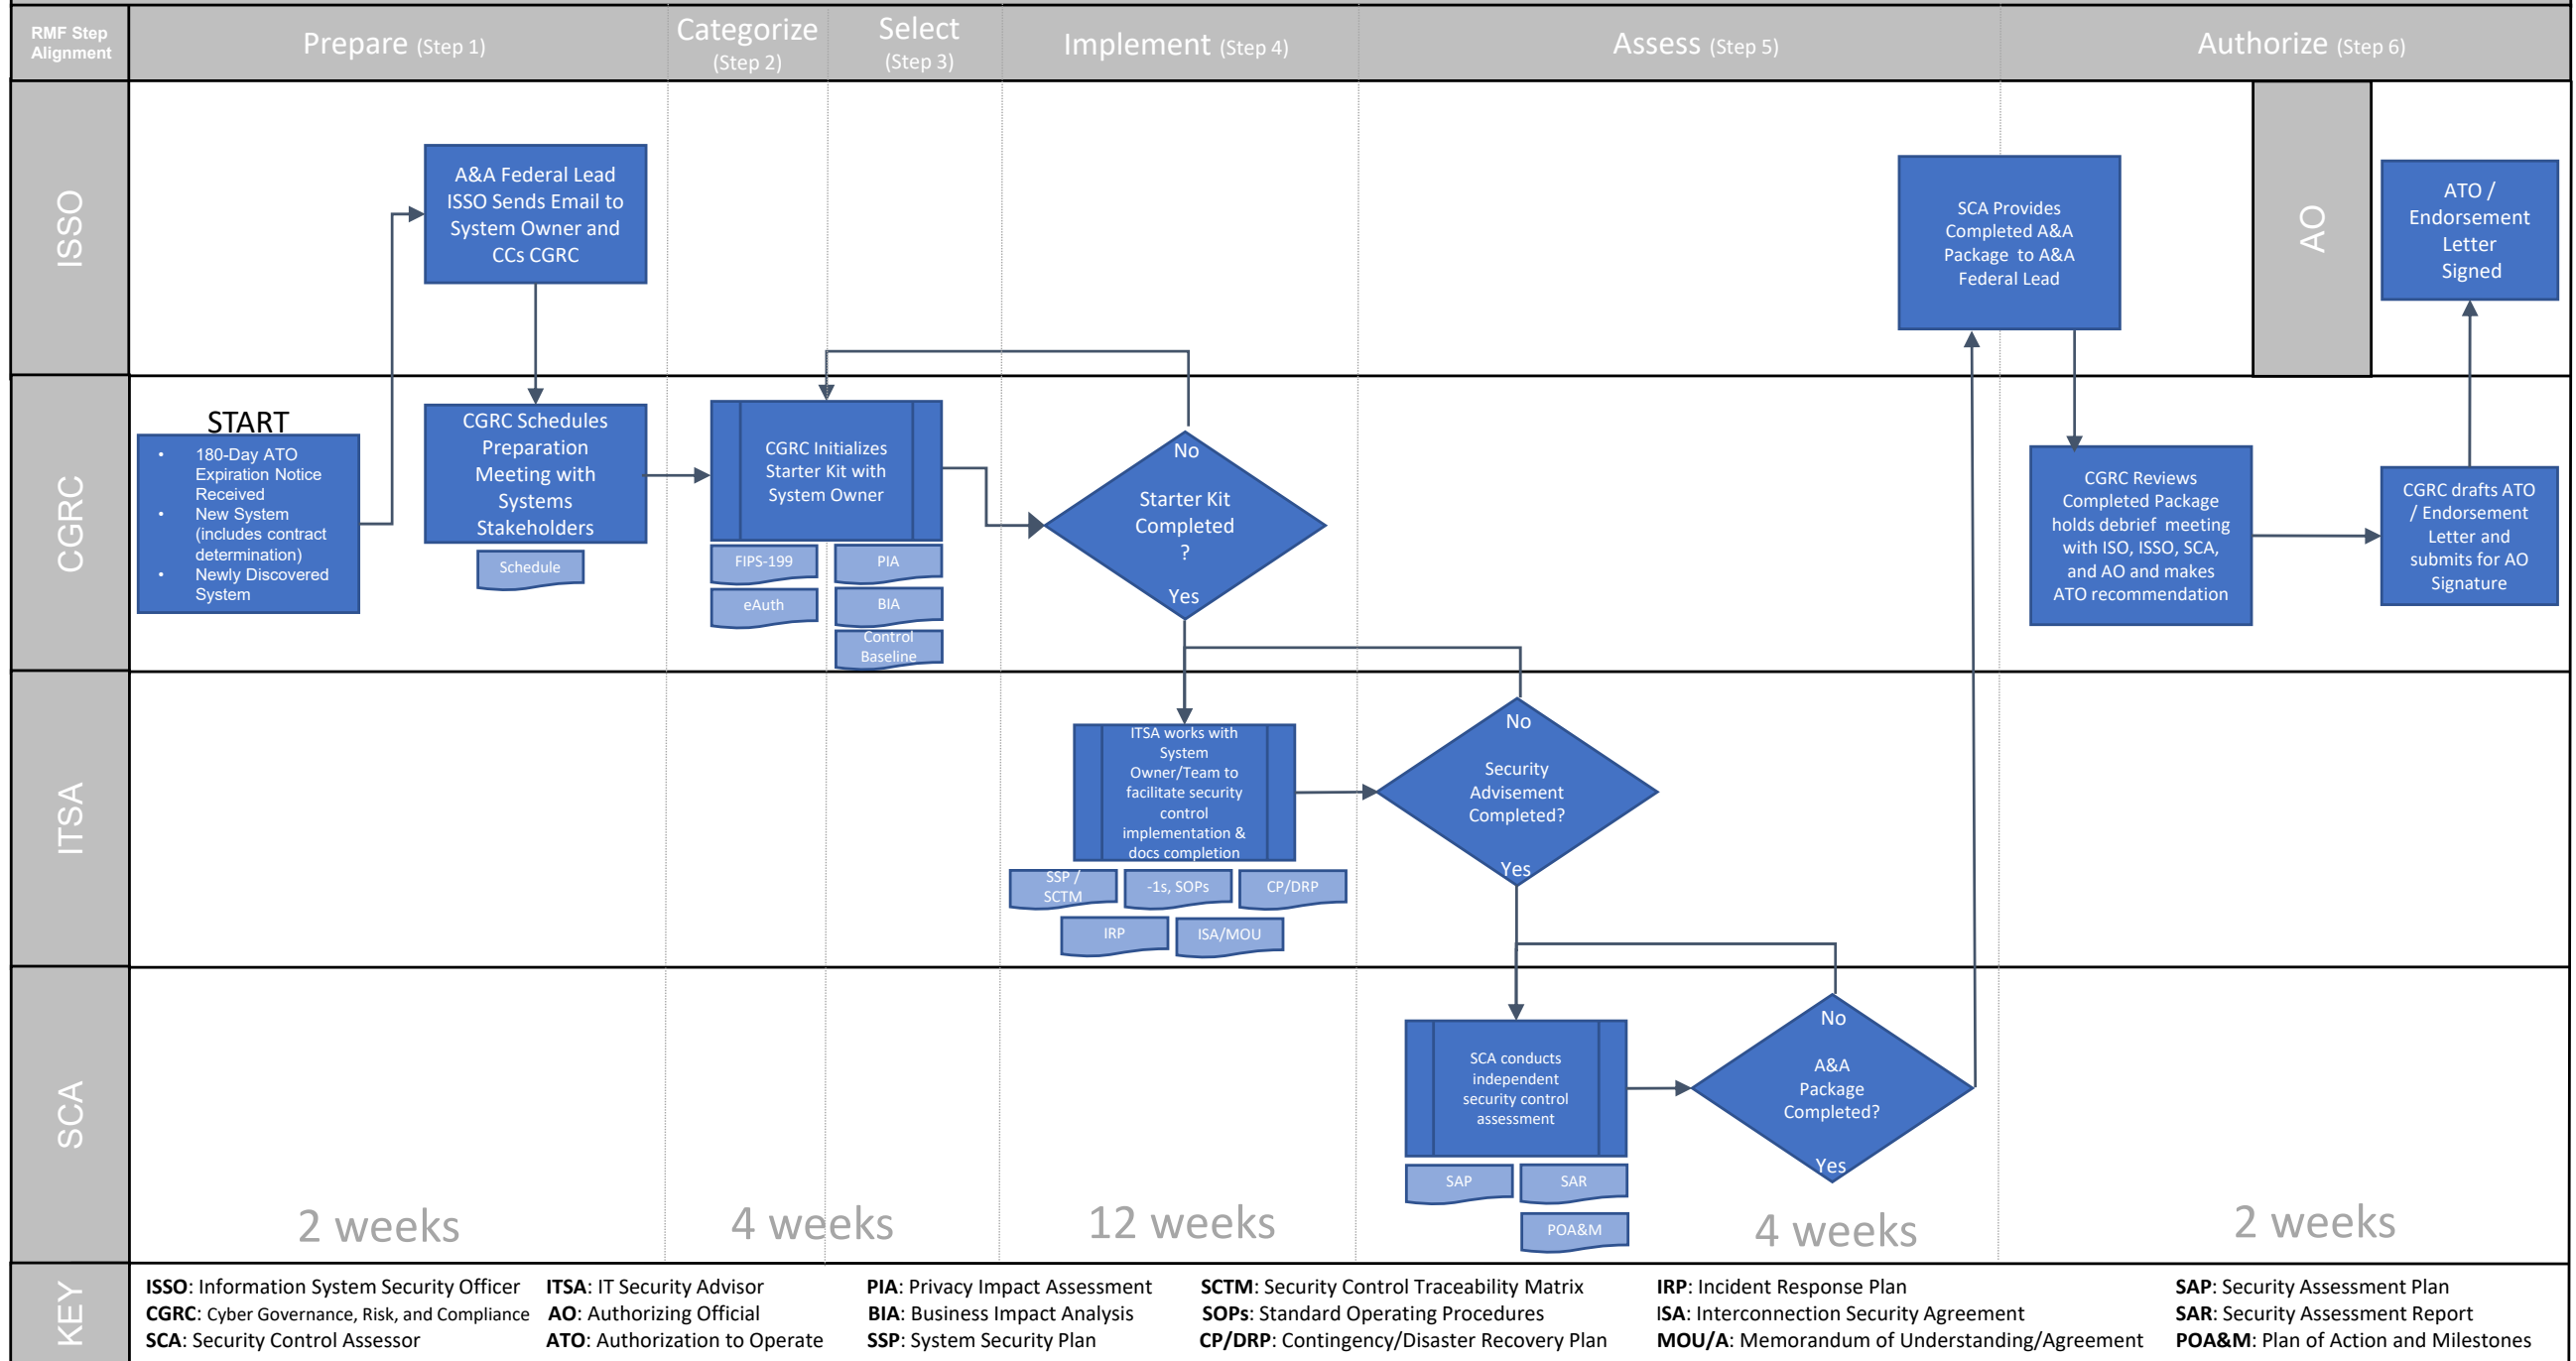 RMF Step
Alignment
Prepare (Step 1)
Categorize
(Step 2)
Select
(Step 3)
Implement (Step 4)
Assess (Step 5)
Authorize (Step 6)
ISSO
A&A Federal Lead
ISSO Sends Email to
System Owner and
CCs CGRC
SCA Provides
Completed A&A
Package to A&A
Federal Lead
AO
ATO /
Endorsement
Letter
Signed
CGRC
START
• 180-Day ATO
Expiration Notice
Received
• New System
(includes contract
determination)
• Newly Discovered
System
CGRC Schedules
Preparation
Meeting with
Systems
Stakeholders
Schedule
CGRC Initializes
Starter Kit with
System Owner
FIPS-199
PIA
eAuth
BIA
Control
Baseline
No
Starter Kit
Completed
?
Yes
CGRC Reviews
Completed Package
holds debrief meeting
with ISO, ISSO, SCA,
and AO and makes
ATO recommendation
CGRC drafts ATO
/ Endorsement
Letter and
submits for AO
Signature
ITSA
ITSA works with
System
Owner/Team to
facilitate security
control
implementation &
docs completion
SSP /
SCTM
-1s, SOPs
CP/DRP
IRP
ISA/MOU
No
Security
Advisement
Completed?
Yes
SCA
SCA conducts
independent
security control
assessment
SAP
SAR
POA&M
No
A&A
Package
Completed?
Yes
2 weeks
4 weeks
12 weeks
4 weeks
2 weeks
KEY
ISSO: Information System Security Officer
CGRC: Cyber Governance, Risk, and Compliance
SCA: Security Control Assessor
ITSA: IT Security Advisor
AO: Authorizing Official
ATO: Authorization to Operate
PIA: Privacy Impact Assessment
BIA: Business Impact Analysis
SSP: System Security Plan
SCTM: Security Control Traceability Matrix
SOPs: Standard Operating Procedures
CP/DRP: Contingency/Disaster Recovery Plan
IRP: Incident Response Plan
ISA: Interconnection Security Agreement
MOU/A: Memorandum of Understanding/Agreement
SAP: Security Assessment Plan
SAR: Security Assessment Report
POA&M: Plan of Action and Milestones